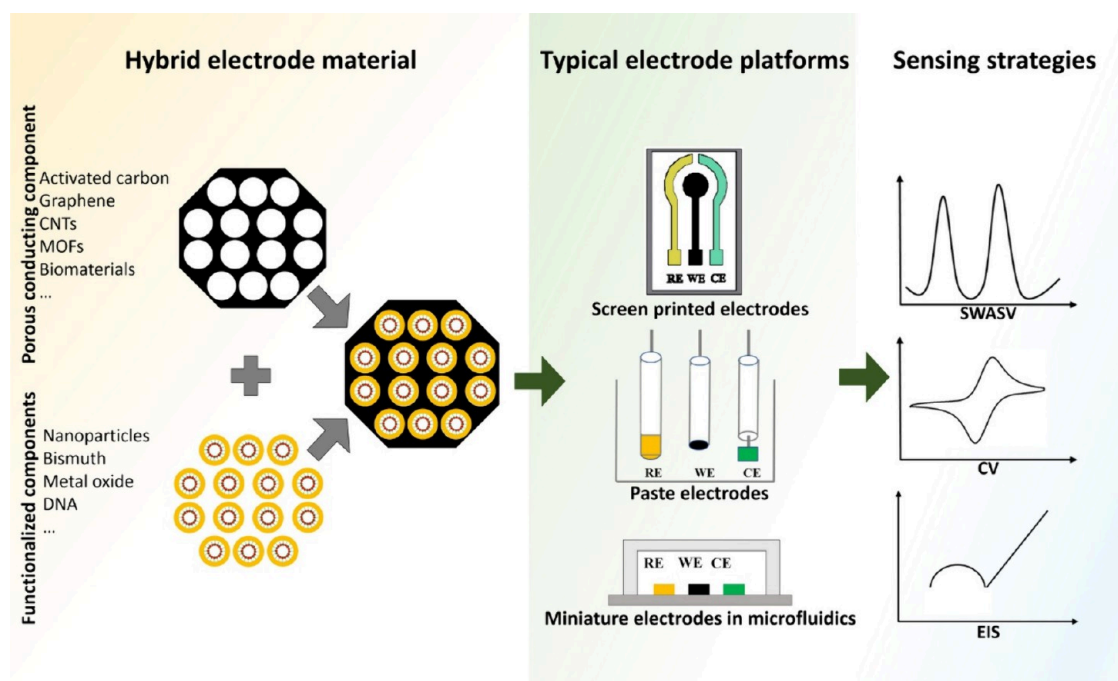 Hybrid electrode material
Typical electrode platforms
Sensing strategies
Porous conducting component
Activated carbon
Graphene
CNTs
MOFs
Biomaterials
...
Functionalized components
Nanoparticles
Bismuth
Metal oxide
DNA
...
RE WE CE
Screen printed electrodes
RE WE CE
Paste electrodes
RE WE CE
Miniature electrodes in microfluidics
SWASV
CV
EIS